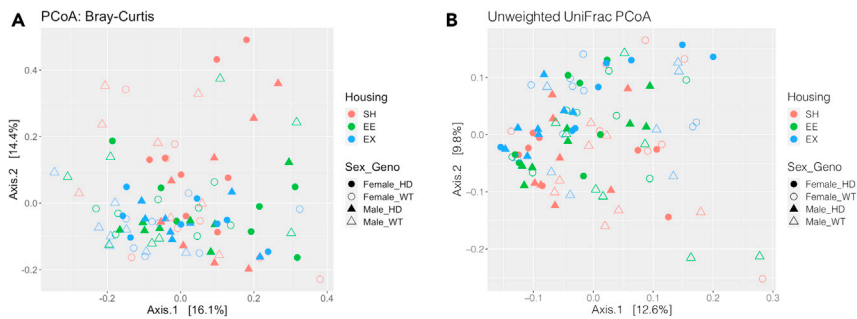 A
PCoA: Bray-Curtis
0.4
0.2
0.0
-0.2
Axis.2 [14.4%]
-0.2
0.0
0.2
0.4
Axis.1 [16.1%]
Housing
SH
EE
EX
Sex_Geno
Female_HD
Female_WT
Male_HD
Male_WT
B
Unweighted UniFrac PCoA
0.1
0.0
-0.1
-0.2
Axis.2 [9.8%]
-0.1
0.0
0.1
0.2
0.3
Axis.1 [12.6%]
Housing
SH
EE
EX
Sex_Geno
Female_HD
Female_WT
Male_HD
Male_WT